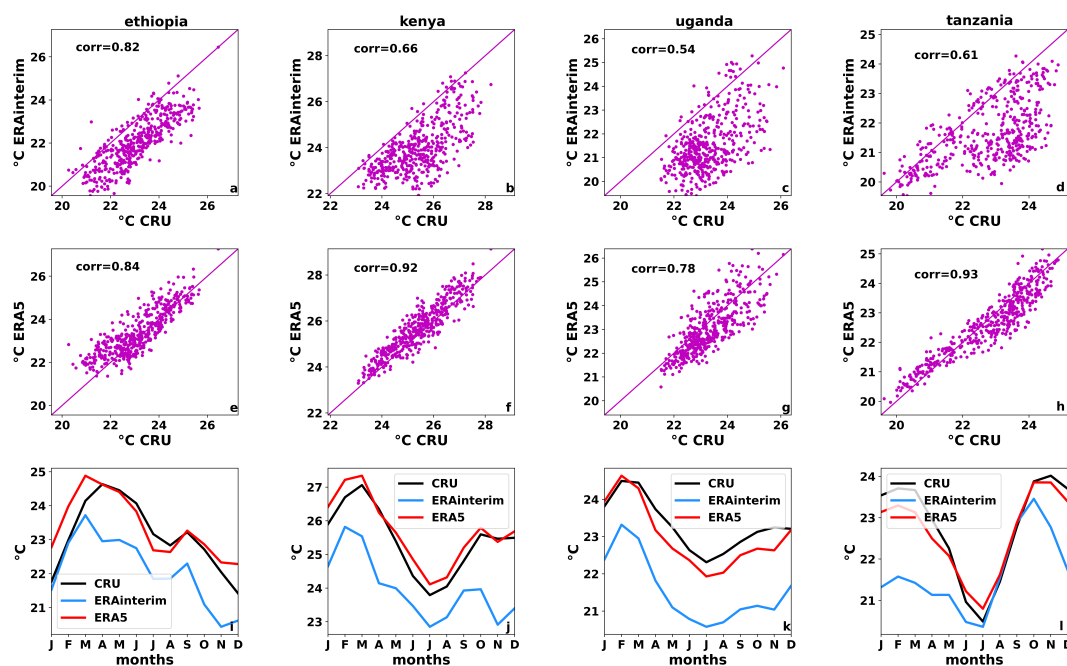 ethiopia
kenya
uganda
tanzania
corr=0.82
corr=0.66
corr=0.54
corr=0.61
°C ERAinterim
26
24
22
20
a
20 22 24 26
°C CRU
°C ERAinterim
28
26
24
22
b
22 24 26 28
°C CRU
°C ERAinterim
26
25
24
23
22
21
20
c
20 22 24 26
°C CRU
°C ERAinterim
25
24
23
22
21
20
d
20 22 24
°C CRU
corr=0.84
corr=0.92
corr=0.78
corr=0.93
°C ERA5
26
24
22
20
e
20 22 24 26
°C CRU
°C ERA5
28
26
24
22
f
22 24 26 28
°C CRU
°C ERA5
26
25
24
23
22
21
20
g
20 22 24 26
°C CRU
°C ERA5
25
24
23
22
21
20
h
20 22 24
°C CRU
°C
25
24
23
22
21
CRU
ERAinterim
ERA5
i
J F M A M J J A S O N D
months
°C
27
26
25
24
23
CRU
ERAinterim
ERA5
j
J F M A M J J A S O N D
months
°C
24
23
22
21
CRU
ERAinterim
ERA5
k
J F M A M J J A S O N D
months
°C
24
23
22
21
CRU
ERAinterim
ERA5
l
J F M A M J J A S O N D
months